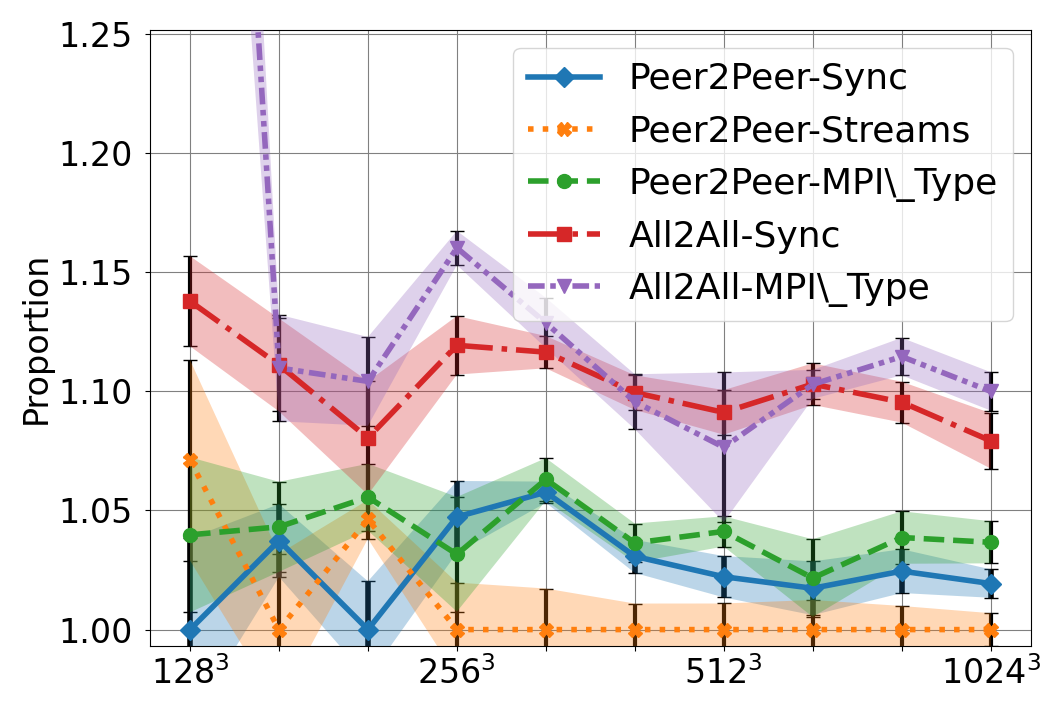 1.25
1.20
1.15
1.10
1.05
1.00
Proportion
Peer2Peer-Sync
Peer2Peer-Streams
Peer2Peer-MPI\_Type
All2All-Sync
All2All-MPI\_Type
128³ 256³ 512³ 1024³